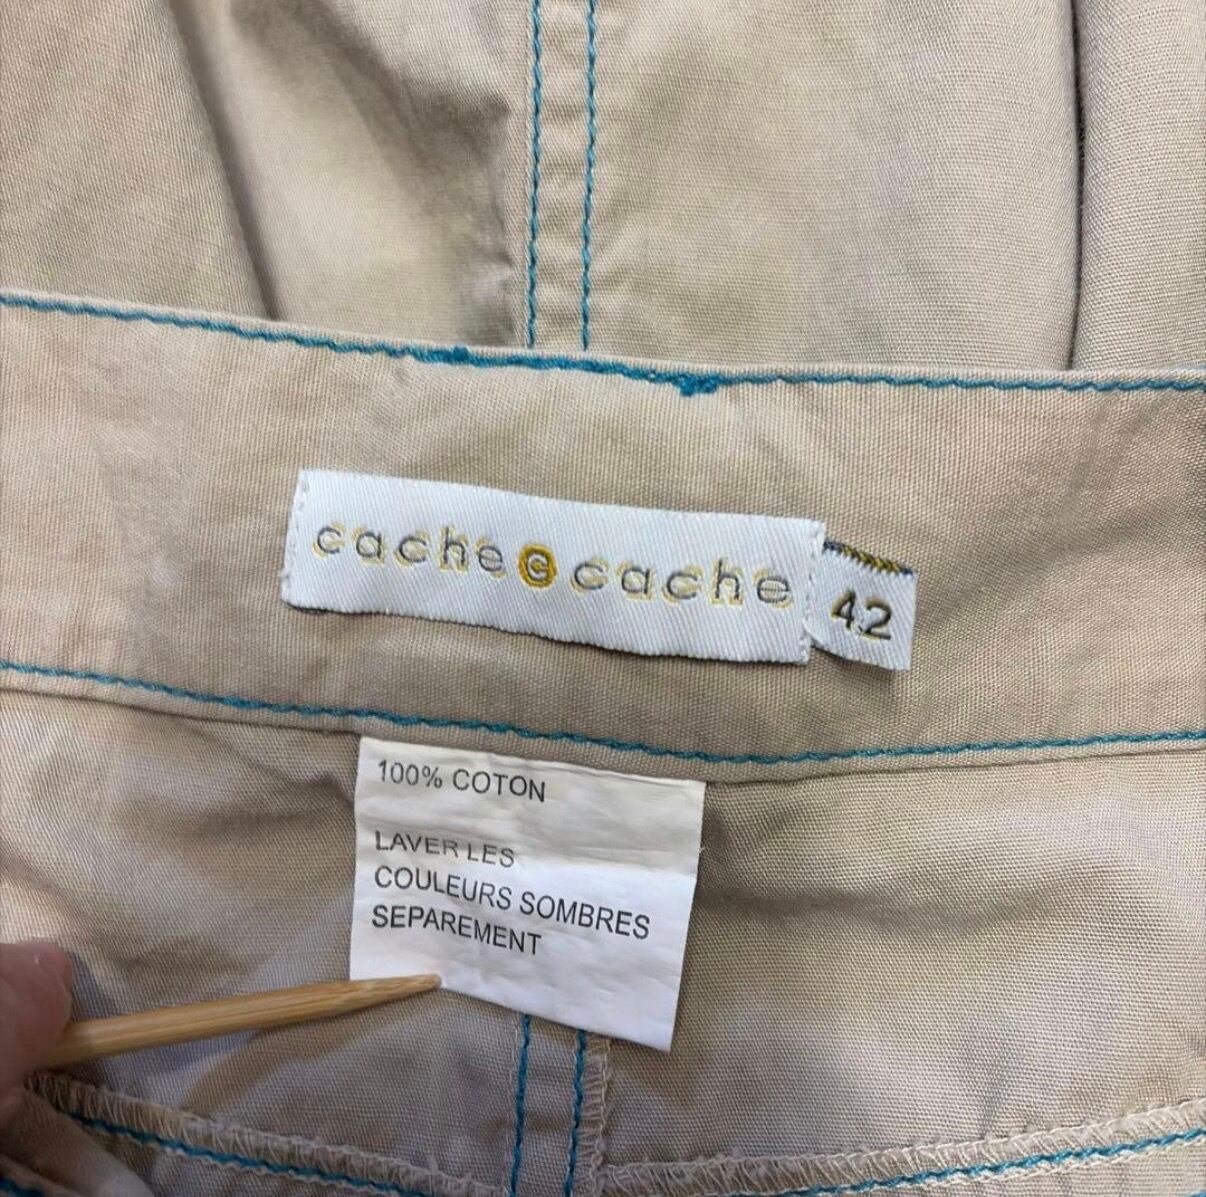 cache c cache
42
100% COTON
LAVER LES
COULEURS SOMBRES
SEPAREMENT